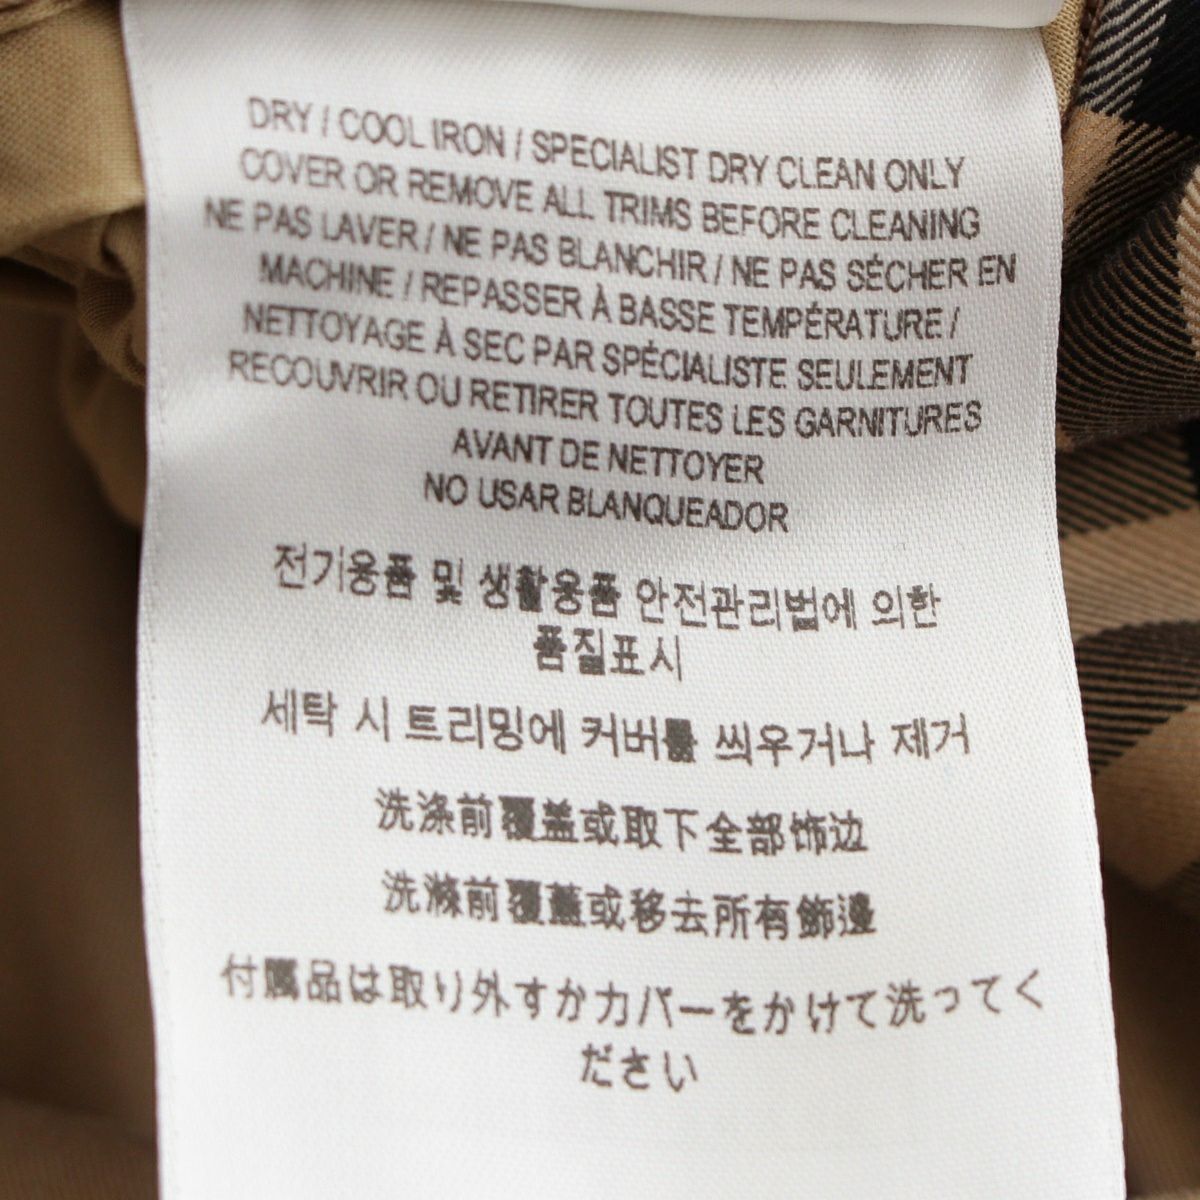 DRY / COOL IRON / SPECIALIST DRY CLEAN ONLY
COVER OR REMOVE ALL TRIMS BEFORE CLEANING
NE PAS LAVER / NE PAS BLANCHIR / NE PAS SÉCHER EN
MACHINE / REPASSER À BASSE TEMPÉRATURE /
NETTOYAGE À SEC PAR SPÉCIALISTE SEULEMENT
RECOUVRIR OU RETIRER TOUTES LES GARNITURES
AVANT DE NETTOYER
NO USAR BLANQUEADOR
전기용품 및 생활용품 안전관리법에 의한
품질표시
세탁 시 트리밍에 커버를 씌우거나 제거
洗涤前覆盖或取下全部饰边
洗滌前覆蓋或移去所有飾邊
付属品は取り外すかカバーをかけて洗ってく
ださい